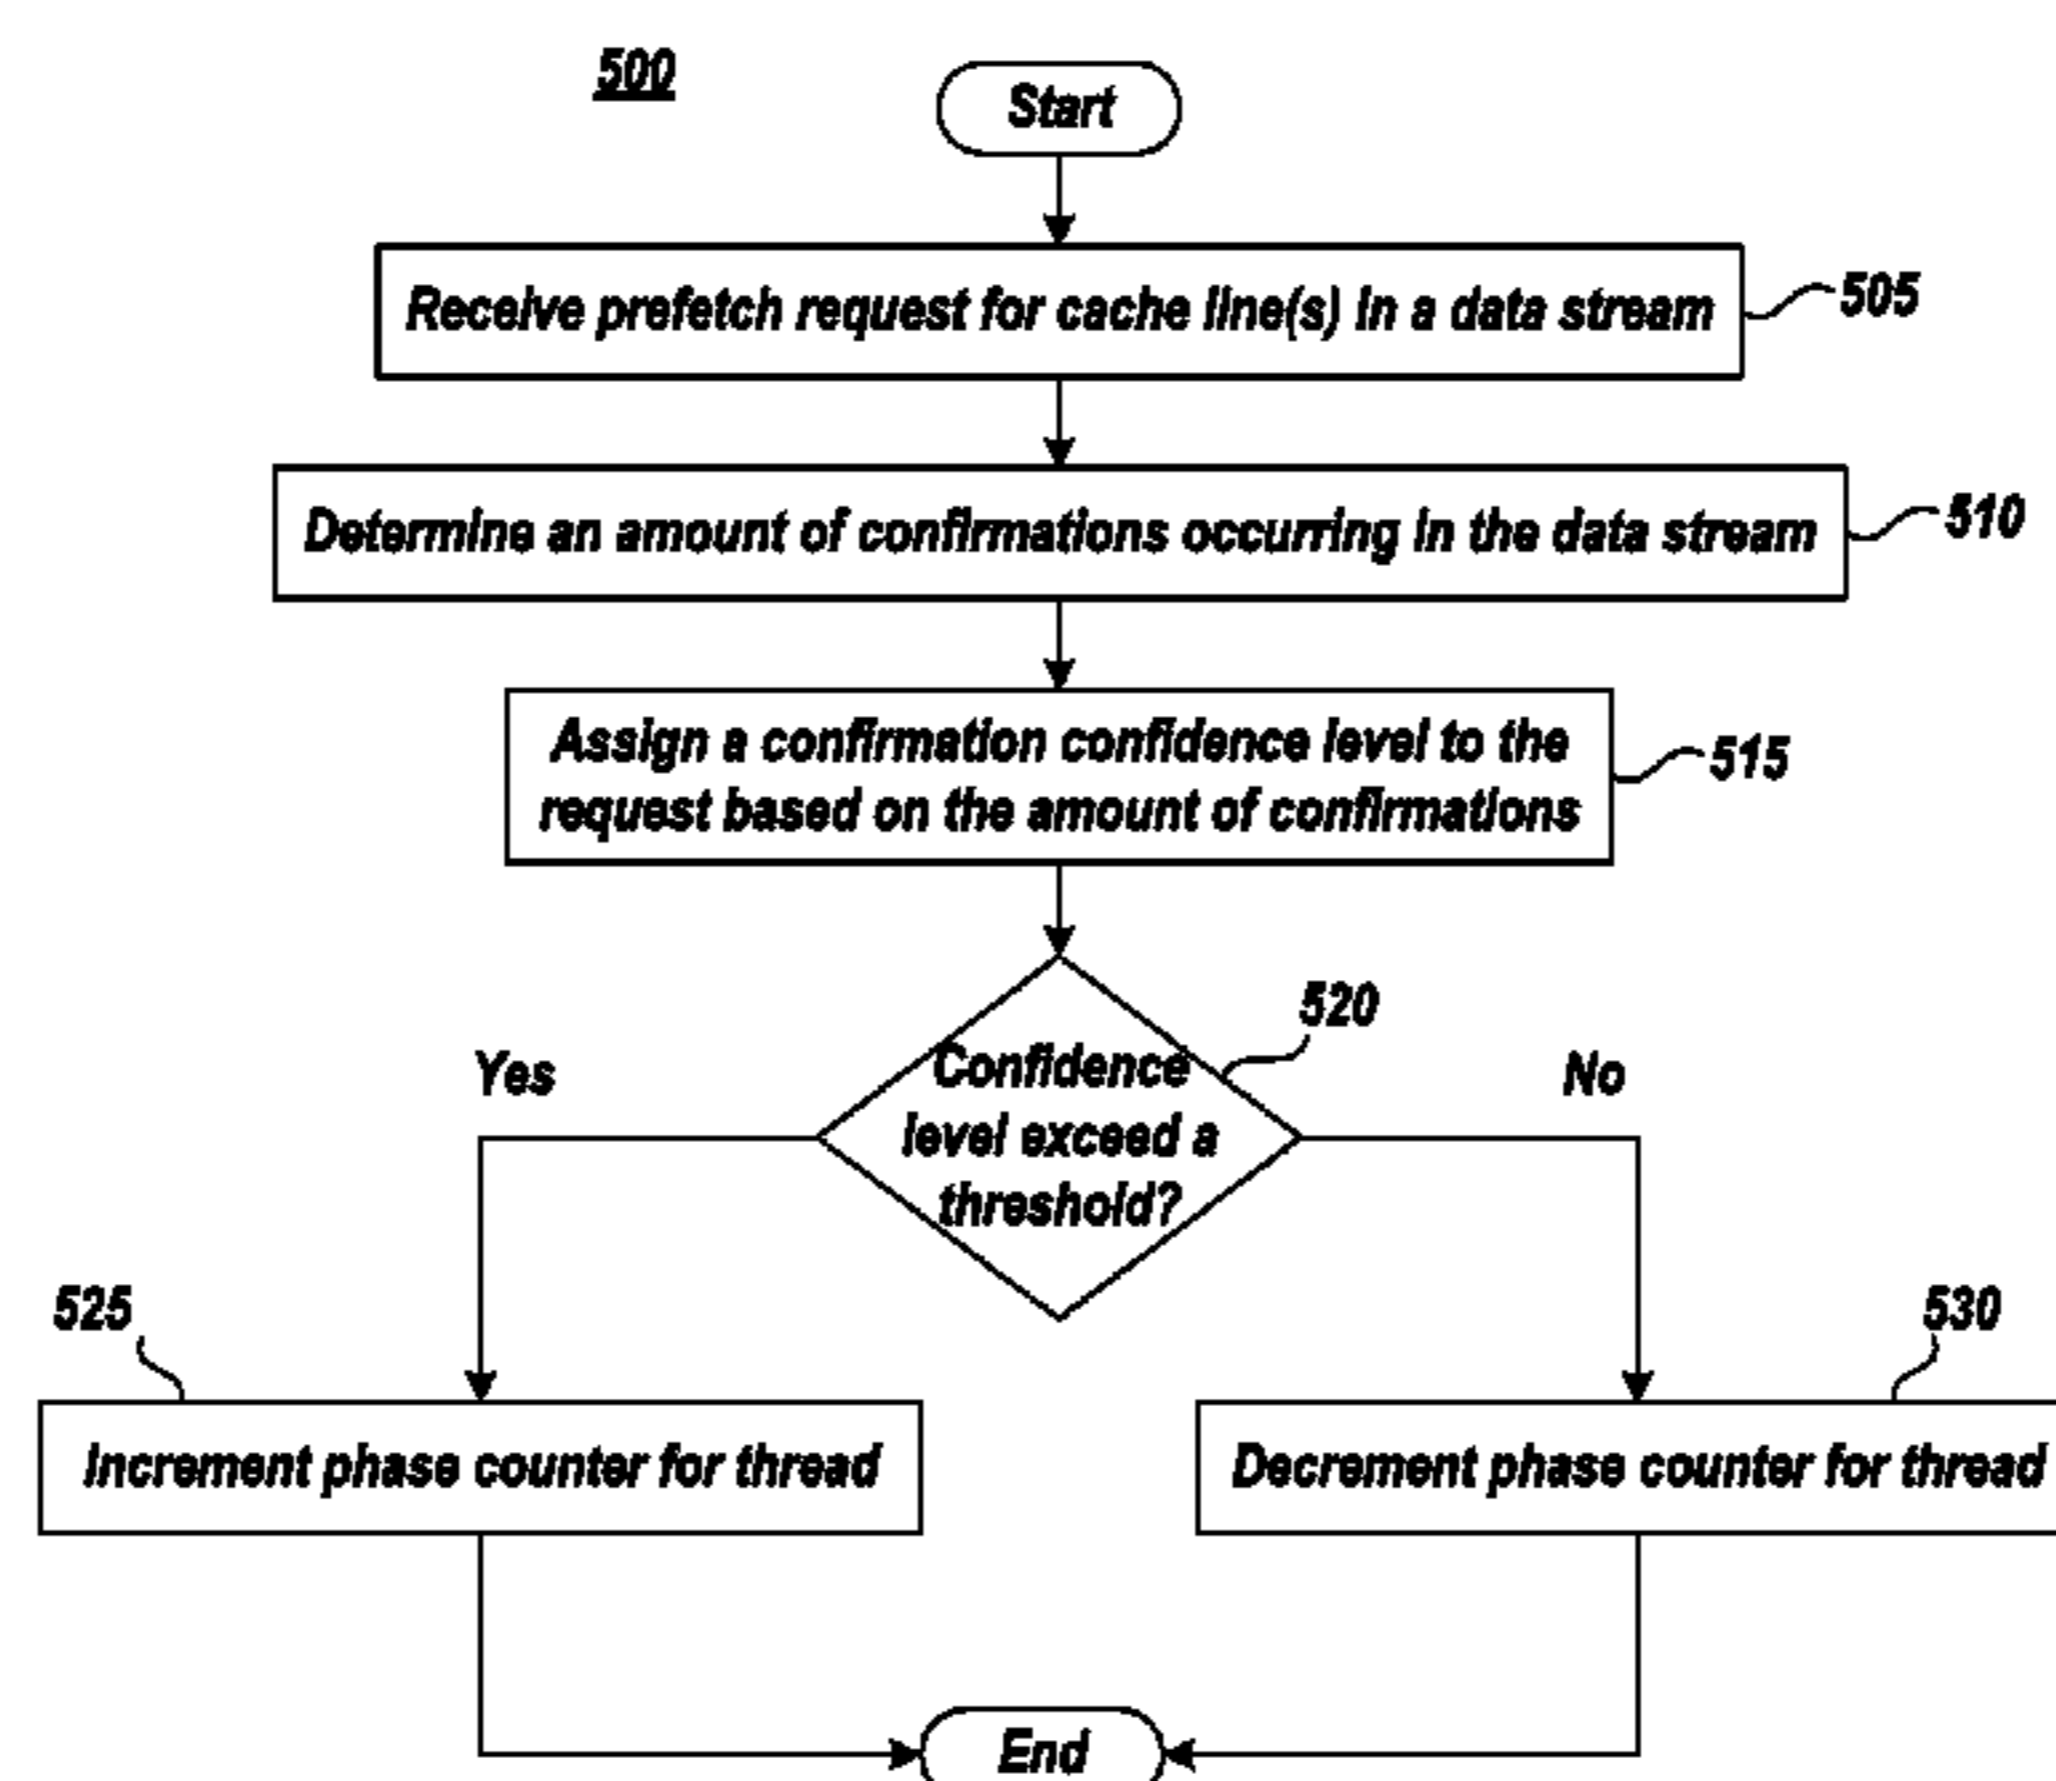 500
Start
Receive prefetch request for cache line(s) in a data stream
505
Determine an amount of confirmations occurring in the data stream
510
Assign a confirmation confidence level to the
request based on the amount of confirmations
515
520
Yes
No
Confidence
level exceed a
threshold?
525
530
Increment phase counter for thread
Decrement phase counter for thread
End